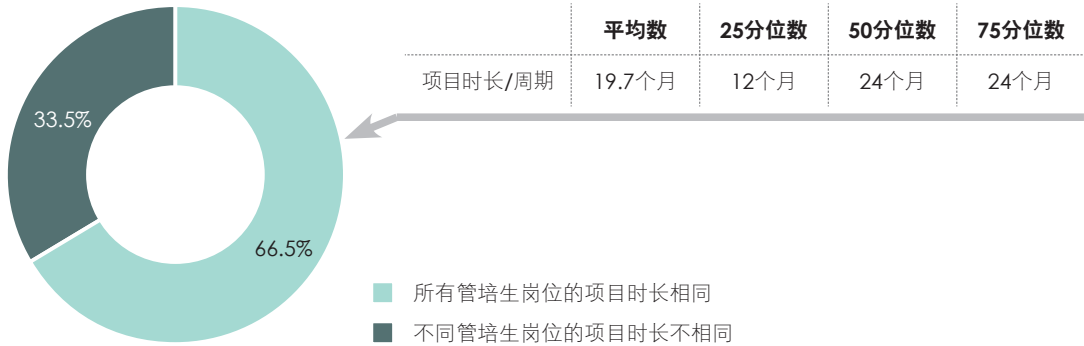 平均数 25分位数 50分位数 75分位数
项目时长/周期 19.7个月 12个月 24个月 24个月
33.5%
66.5%
所有管培生岗位的项目时长相同
不同管培生岗位的项目时长不相同